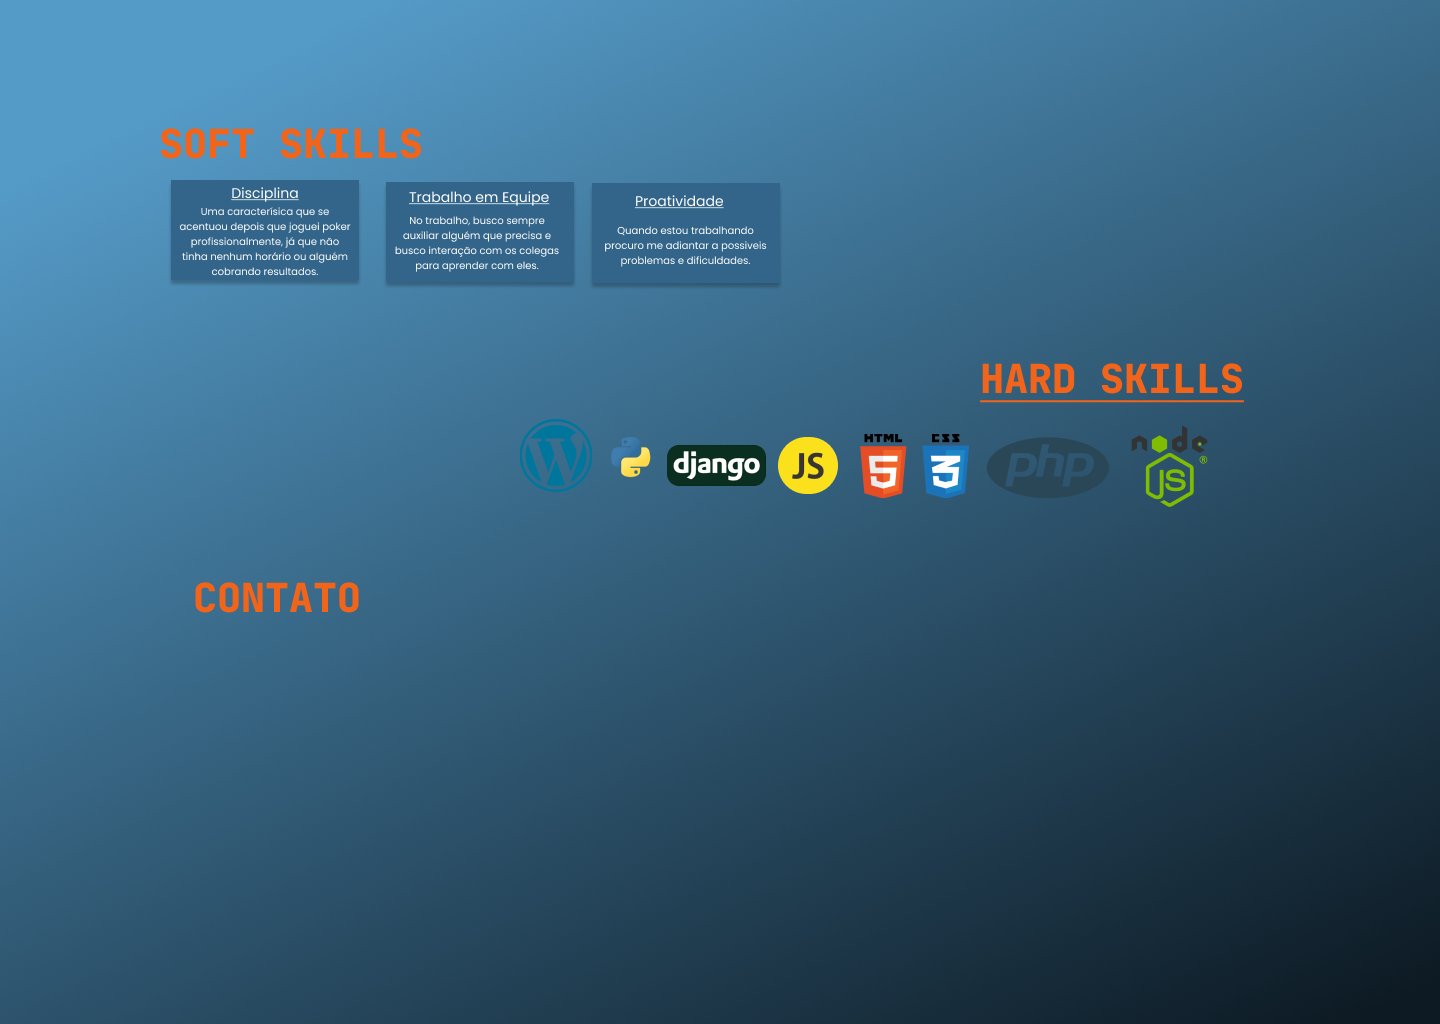 SOFT SKILLS
Disciplina
Uma caracterísica que se
acentuou depois que joguei poker
profissionalmente, já que não
tinha nenhum horário ou alguém
cobrando resultados.
Trabalho em Equipe
No trabalho, busco sempre
auxiliar alguém que precisa e
busco interação com os colegas
para aprender com eles.
Proatividade
Quando estou trabalhando
procuro me adiantar a possiveis
problemas e dificuldades.
HARD SKILLS
W
django
JS
HTML
5
CSS
3
php
node
JS®
CONTATO